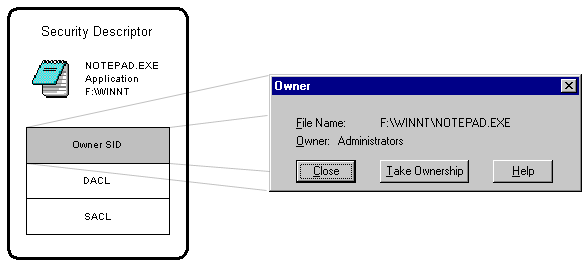 Security Descriptor
NOTEPAD.EXE
Application
F:\WINNT
Owner SID
DACL
SACL
Owner
File Name: F:\WINNT\NOTEPAD.EXE
Owner: Administrators
Close Take Ownership Help